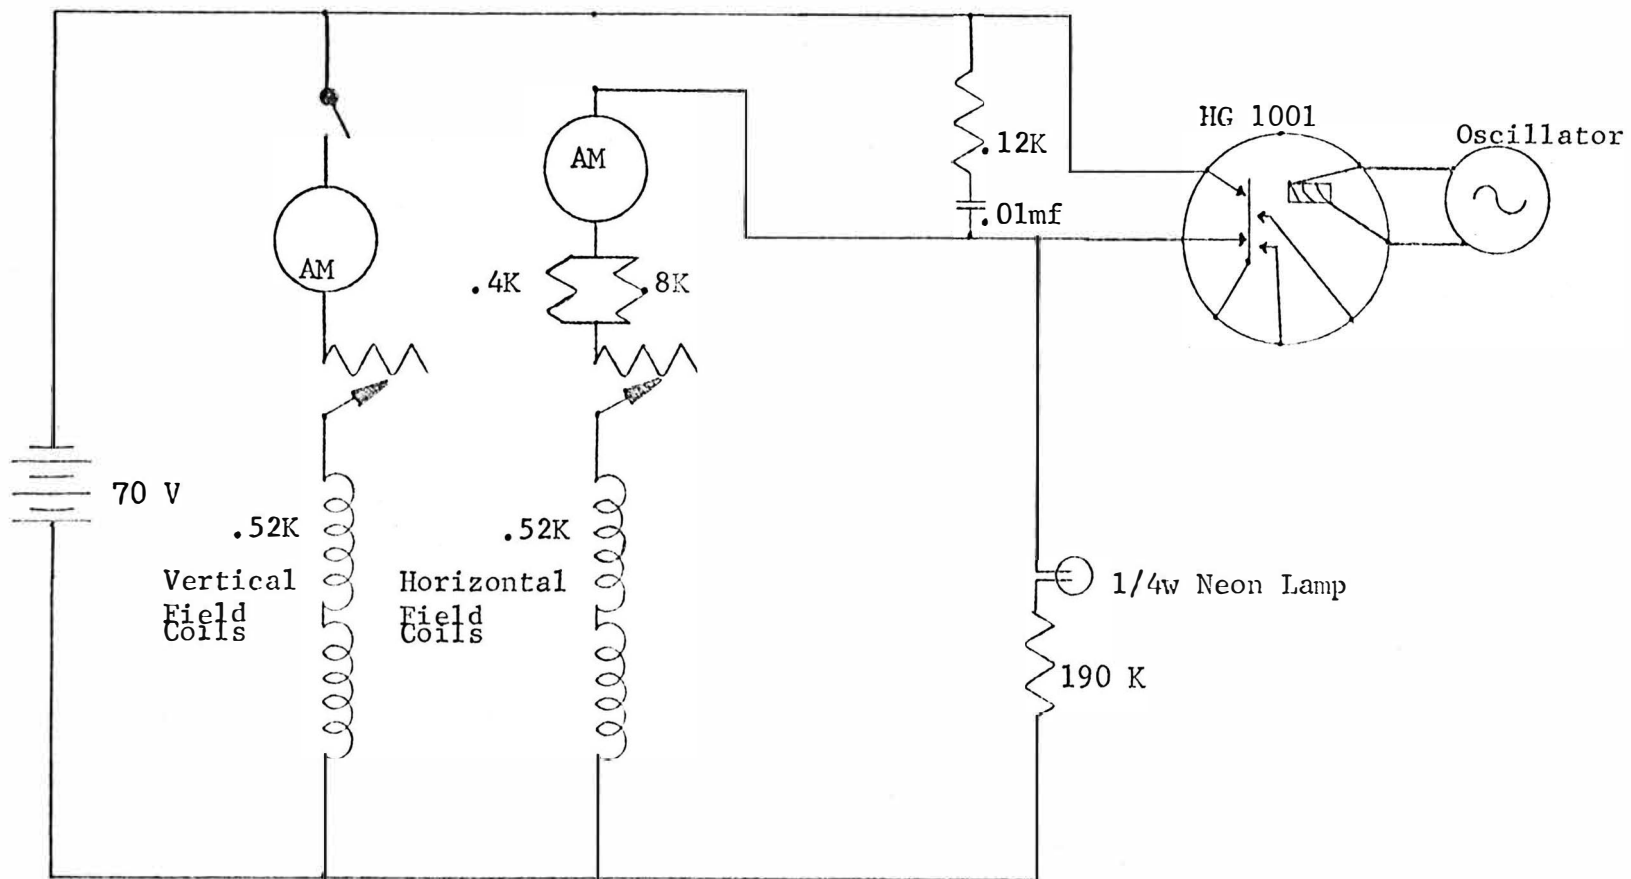 HG 1001
Oscillator
.12K
AM
.01mf
AM
.4K
.8K
70 V
.52K
.52K
Vertical
Field
Coils
Horizontal
Field
Coils
1/4w Neon Lamp
190 K